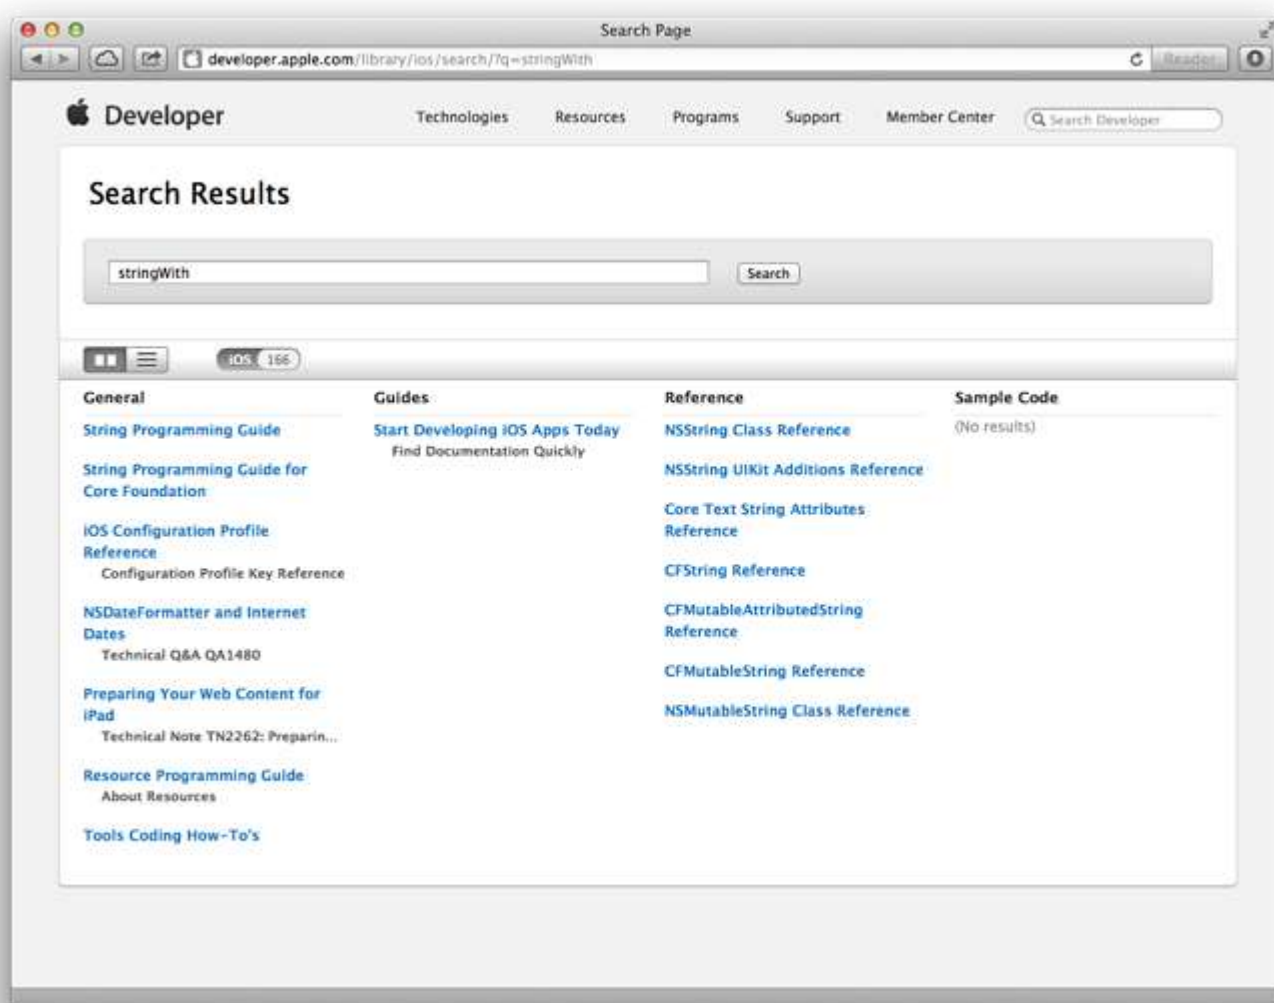 Search Page
developer.apple.com/library/ios/search/?q=stringWith
Reader
Developer
Technologies
Resources
Programs
Support
Member Center
Search Developer
Search Results
stringWith
Search
iOS 166
General
String Programming Guide
String Programming Guide for
Core Foundation
iOS Configuration Profile
Reference
Configuration Profile Key Reference
NSDateFormatter and Internet
Dates
Technical Q&A QA1480
Preparing Your Web Content for
iPad
Technical Note TN2262: Preparin...
Resource Programming Guide
About Resources
Tools Coding How-To's
Guides
Start Developing iOS Apps Today
Find Documentation Quickly
Reference
NSString Class Reference
NSString UIKit Additions Reference
Core Text String Attributes
Reference
CFString Reference
CFMutableAttributedString
Reference
CFMutableString Reference
NSMutableString Class Reference
Sample Code
(No results)